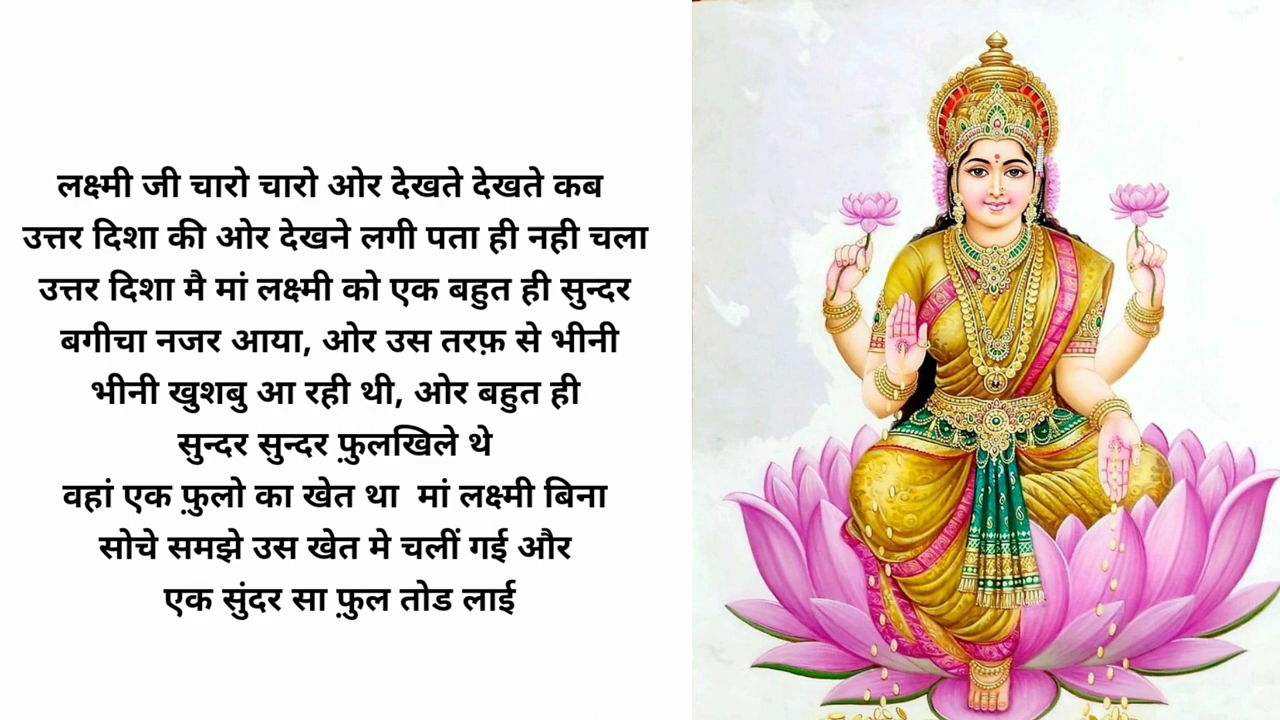 लक्ष्मी जी चारो चारो ओर देखते देखते कब
उत्तर दिशा की ओर देखने लगी पता ही नही चला
उत्तर दिशा मै मां लक्ष्मी को एक बहुत ही सुन्दर
बगीचा नजर आया, ओर उस तरफ़ से भीनी
भीनी खुशबु आ रही थी, ओर बहुत ही
सुन्दर सुन्दर फ़ुलखिले थे
वहां एक फ़ुलो का खेत था मां लक्ष्मी बिना
सोचे समझे उस खेत मे चलीं गई और
एक सुंदर सा फ़ुल तोड लाई